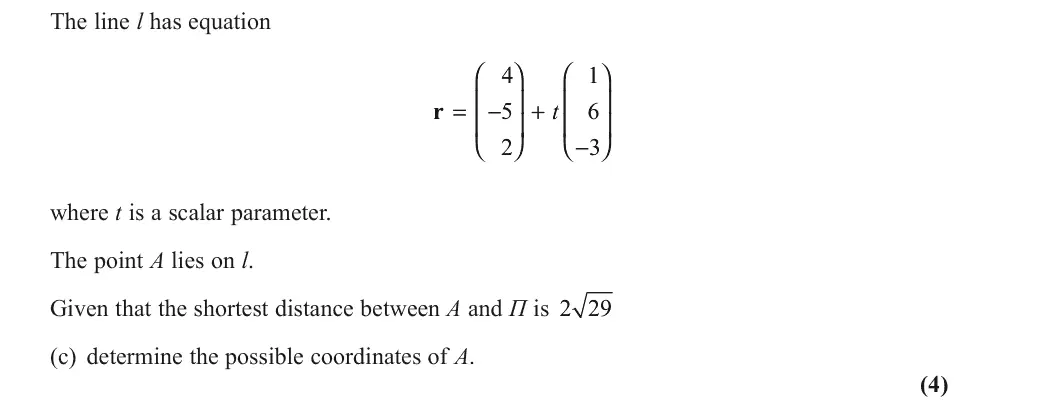 The line l has equation
r = (4 −5 2) + t(1 6 −3)
where t is a scalar parameter.
The point A lies on l.
Given that the shortest distance between A and Π is 2√29
(c) determine the possible coordinates of A.
(4)